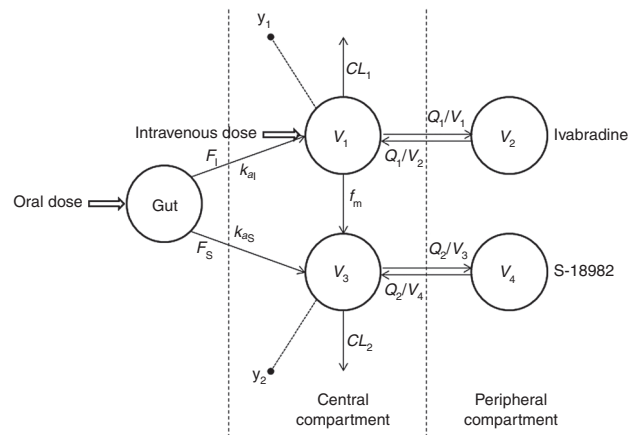 y1
CL1
Q1/V1
Intravenous dose
V1
V2
Ivabradine
Q1/V2
FI
kaI
Oral dose
Gut
fm
kaS
FS
Q2/V3
V3
V4
S-18982
Q2/V4
y2
CL2
Central
compartment
Peripheral
compartment